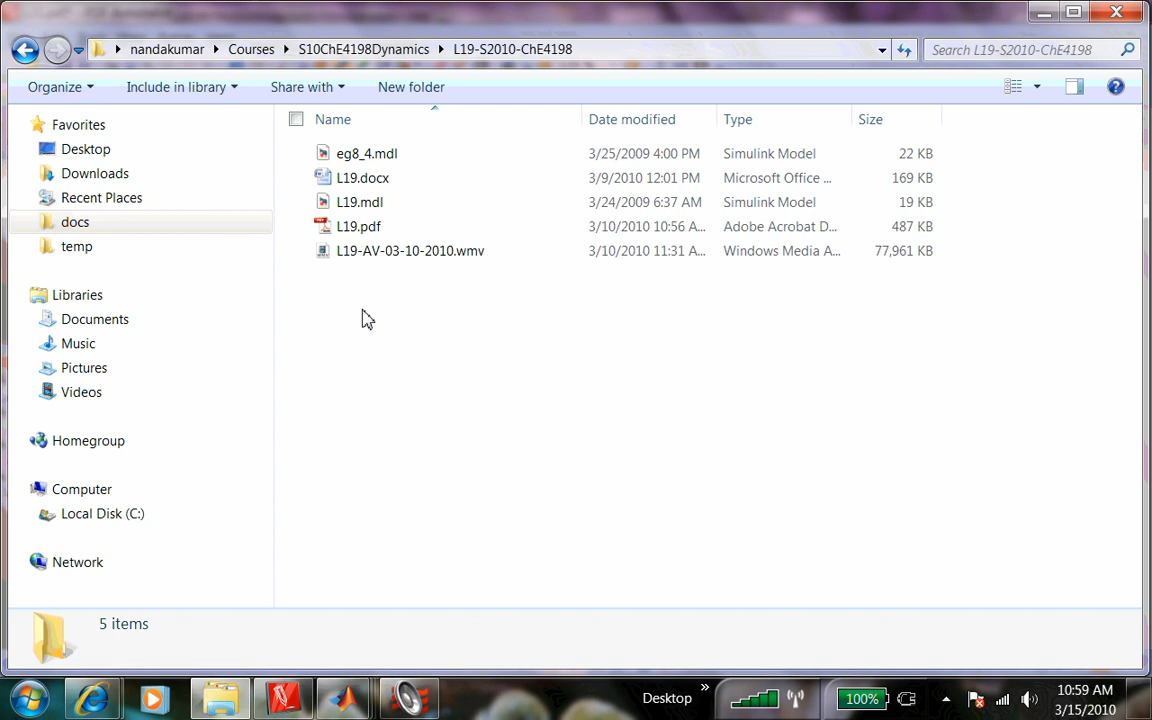 nandakumar Courses S10ChE4198Dynamics L19-S2010-ChE4198 Search L19-S2010-ChE4198
Organize Include in library Share with New folder
Name Date modified Type Size
eg8_4.mdl 3/25/2009 4:00 PM Simulink Model 22 KB
L19.docx 3/9/2010 12:01 PM Microsoft Office ... 169 KB
L19.mdl 3/24/2009 6:37 AM Simulink Model 19 KB
L19.pdf 3/10/2010 10:56 A... Adobe Acrobat D... 487 KB
L19-AV-03-10-2010.wmv 3/10/2010 11:31 A... Windows Media A... 77,961 KB
Favorites
Desktop
Downloads
Recent Places
docs
temp
Libraries
Documents
Music
Pictures
Videos
Homegroup
Computer
Local Disk (C:)
Network
5 items
Desktop » 100% 10:59 AM
3/15/2010